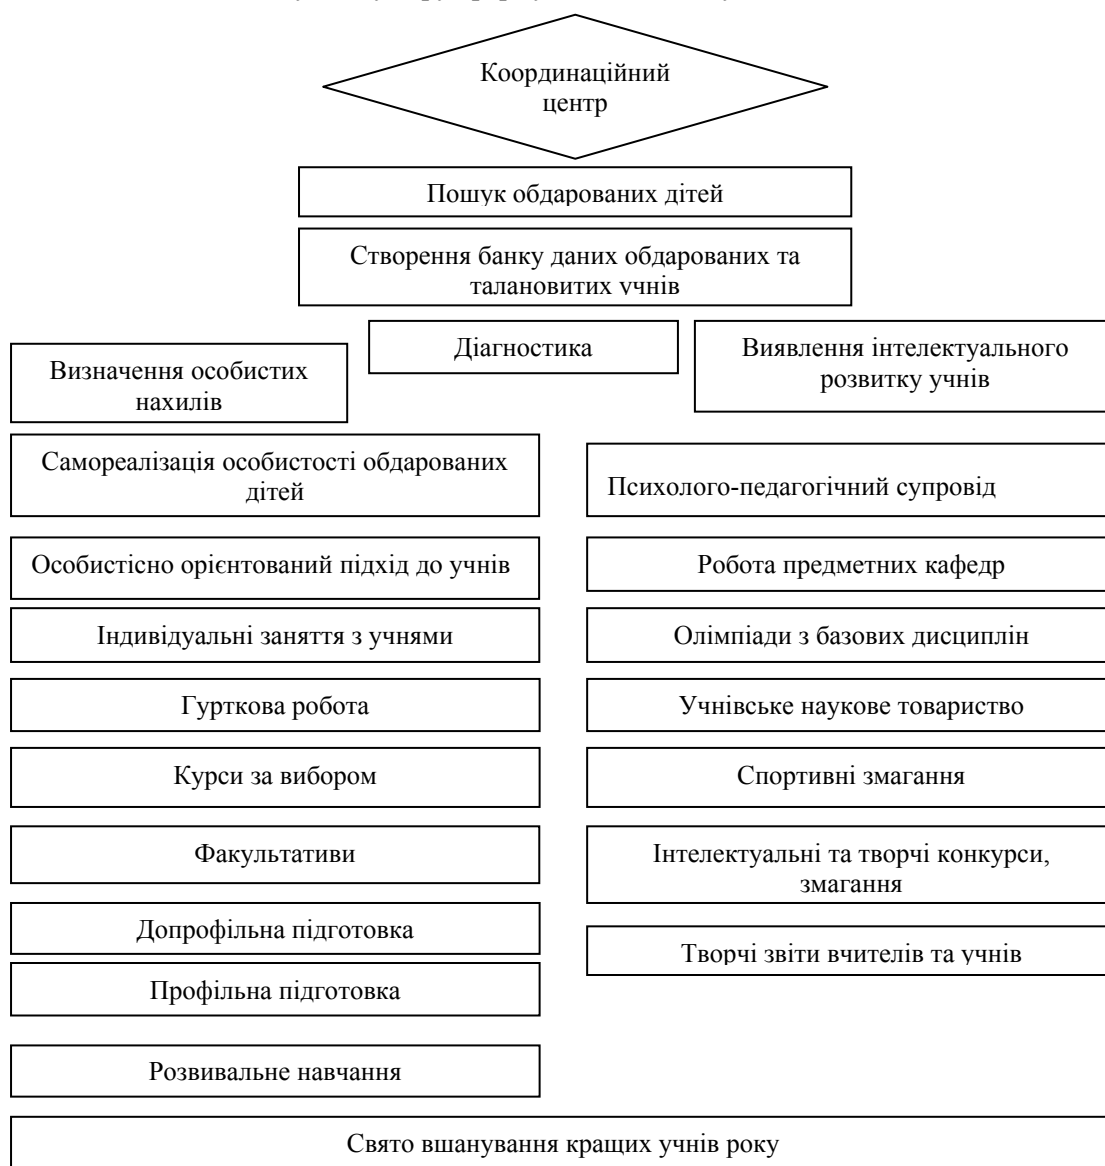 Координаційний
центр
Пошук обдарованих дітей
Створення банку даних обдарованих та
талановитих учнів
Діагностика
Виявлення інтелектуального
розвитку учнів
Визначення особистих
нахилів
Самореалізація особистості обдарованих
дітей
Психолого-педагогічний супровід
Особистісно орієнтований підхід до учнів
Робота предметних кафедр
Індивідуальні заняття з учнями
Олімпіади з базових дисциплін
Гурткова робота
Учнівське наукове товариство
Курси за вибором
Спортивні змагання
Факультативи
Інтелектуальні та творчі конкурси,
змагання
Допрофільна підготовка
Творчі звіти вчителів та учнів
Профільна підготовка
Розвивальне навчання
Свято вшанування кращих учнів року